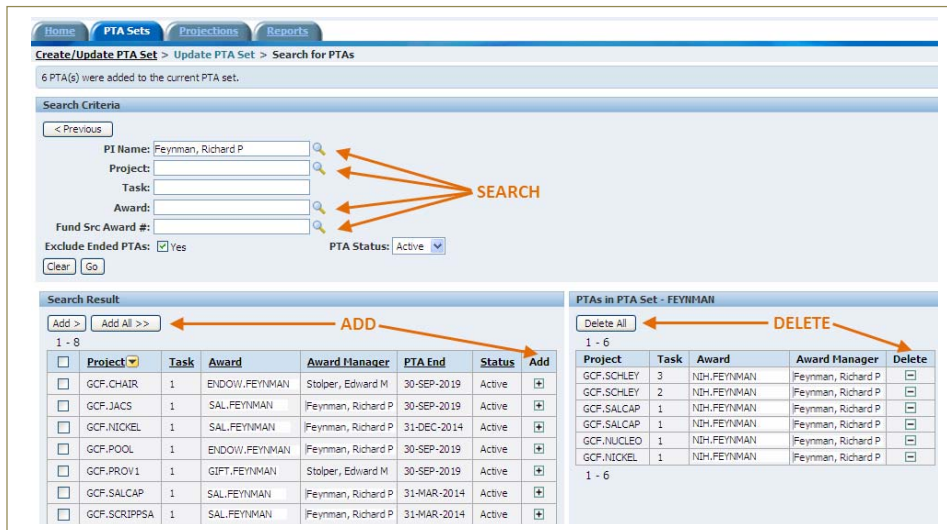 Home PTA Sets Projections Reports
Create/Update PTA Set > Update PTA Set > Search for PTAs
6 PTA(s) were added to the current PTA set.
Search Criteria
< Previous
PI Name: Feynman, Richard P
Project:
Task:
SEARCH
Award:
Fund Src Award #:
Exclude Ended PTAs: Yes PTA Status: Active
Clear Go
Search Result
Add > Add All >> ADD
1 - 8
Project Task Award Award Manager PTA End Status Add
GCF.CHAIR 1 ENDOW.FEYNMAN Stolper, Edward M 30-SEP-2019 Active
GCF.JACS 1 SAL.FEYNMAN Feynman, Richard P 30-SEP-2019 Active
GCF.NICKEL 1 SAL.FEYNMAN Feynman, Richard P 31-DEC-2014 Active
GCF.POOL 1 ENDOW.FEYNMAN Feynman, Richard P 30-SEP-2019 Active
GCF.PROV1 1 GIFT.FEYNMAN Stolper, Edward M 30-SEP-2019 Active
GCF.SALCAP 1 SAL.FEYNMAN Feynman, Richard P 31-MAR-2014 Active
GCF.SCRIPPSA 1 SAL.FEYNMAN Feynman, Richard P 31-MAR-2014 Active
PTAs in PTA Set - FEYNMAN
Delete All DELETE
1 - 6
Project Task Award Award Manager Delete
GCF.SCHLEY 3 NIH.FEYNMAN Feynman, Richard P
GCF.SCHLEY 2 NIH.FEYNMAN Feynman, Richard P
GCF.SALCAP 1 NIH.FEYNMAN Feynman, Richard P
GCF.SALCAP 1 NIH.FEYNMAN Feynman, Richard P
GCF.NUCLEO 1 NIH.FEYNMAN Feynman, Richard P
GCF.NICKEL 1 NIH.FEYNMAN Feynman, Richard P
1 - 6